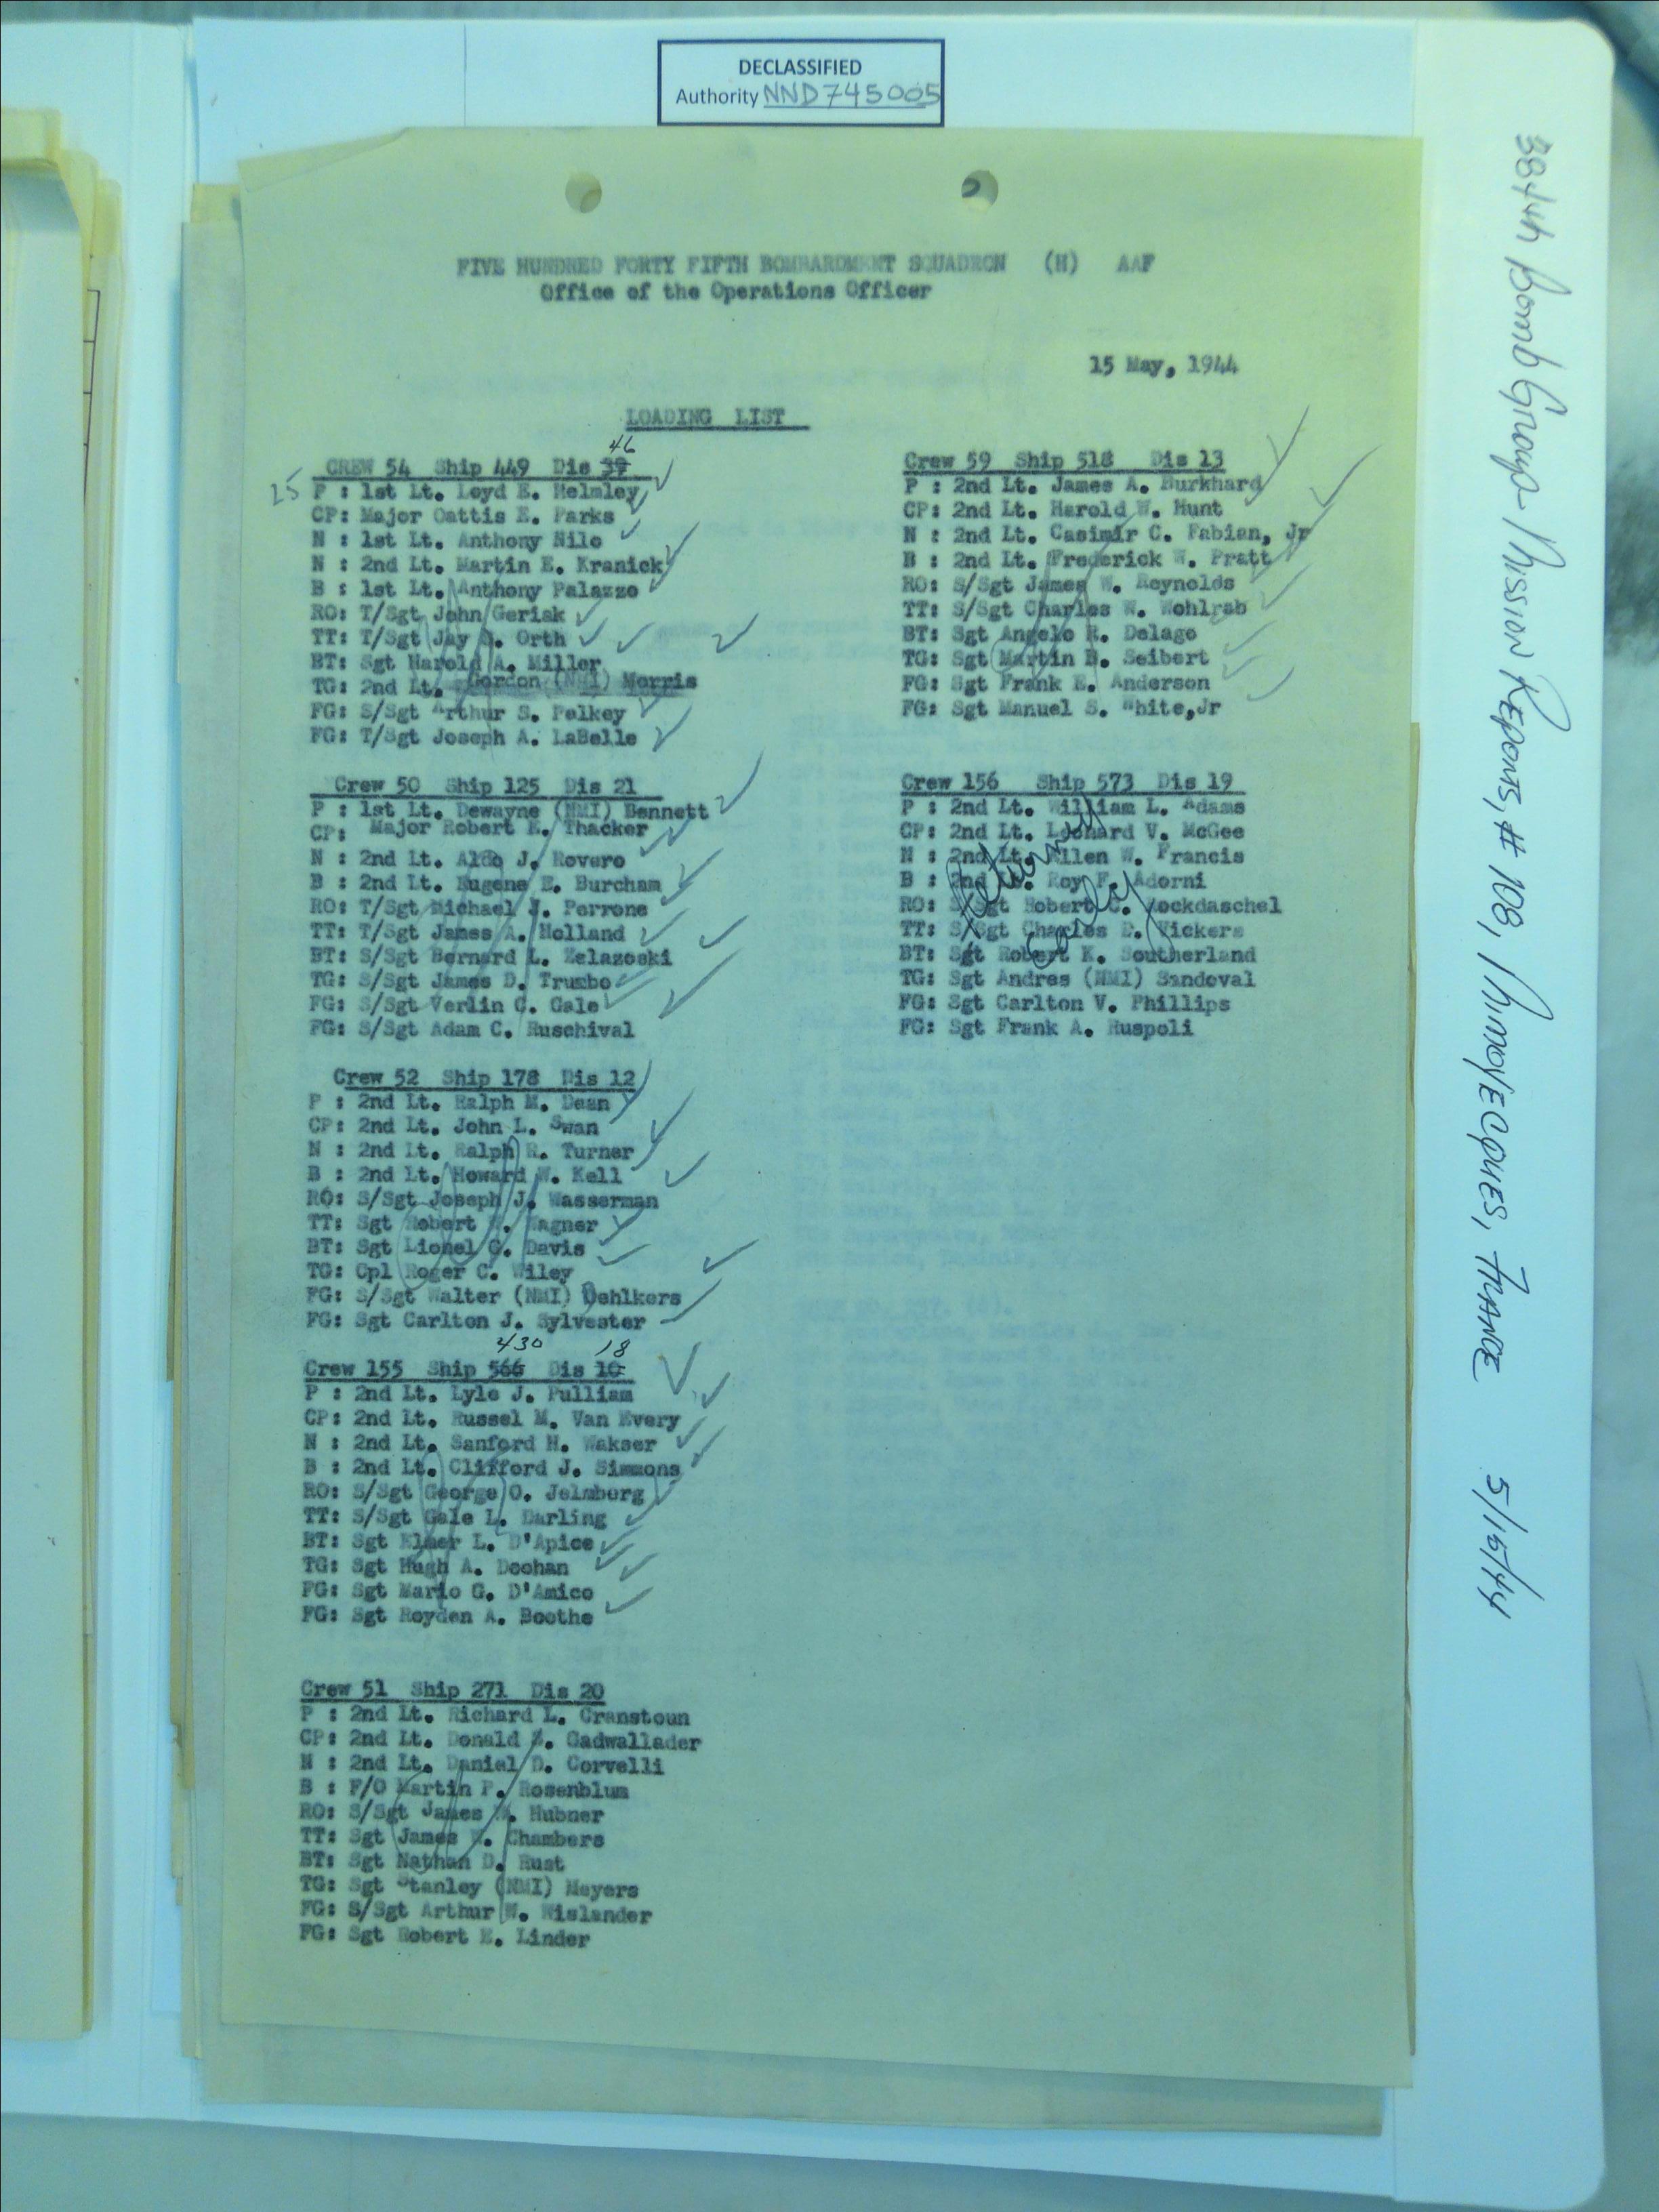 DECLASSIFIED
Authority NND745005
FIVE HUNDRED FORTY FIFTH BOMBARDMENT SQUADRON (H) AAF
Office of the Operations Officer
15 May, 1944
LOADING LIST
46
CREW 54 Ship 449 Dis 37
25 P : 1st Lt. Loyd E. Helmley
CP: Major Oattis E. Parks
N : 1st Lt. Anthony Nilo
N : 2nd Lt. Martin E. Kranick
B : 1st Lt. Anthony Palazzo
RO: T/Sgt John Gerisk
TT: T/Sgt Jay Orth
BT: Sgt Harold A. Miller
TG: 2nd Lt. Gordon (NMI) Morris
FG: S/Sgt Arthur S. Pelkey
FG: T/Sgt Joseph A. LaBelle
Crew 50 Ship 125 Dis 21
P : 1st Lt. Dewayne (NMI) Bennett
CP: Major Robert E. Thacker
N : 2nd Lt. Aldo J. Rovero
B : 2nd Lt. Eugene E. Burcham
RO: T/Sgt Michael J. Perrone
TT: T/Sgt James A. Holland
BT: S/Sgt Bernard L. Zelazoski
TG: S/Sgt James D. Trumbo
FG: S/Sgt Verlin C. Gale
FG: S/Sgt Adam C. Ruschival
Crew 52 Ship 178 Dis 12
P : 2nd Lt. Ralph M. Dean
CP: 2nd Lt. John L. Swan
N : 2nd Lt. Ralph R. Turner
B : 2nd Lt. Howard W. Kell
RO: S/Sgt Joseph J. Wasserman
TT: Sgt Robert Wagner
BT: Sgt Lionel G. Davis
TG: Cpl Roger C. Wiley
FG: S/Sgt Walter (NMI) Oehlkers
FG: Sgt Carlton J. Sylvester
430 18
Crew 155 Ship 566 Dis 10
P : 2nd Lt. Lyle J. Pulliam
CP: 2nd Lt. Russel M. Van Every
N : 2nd Lt. Sanford H. Wakser
B : 2nd Lt. Clifford J. Simmons
RO: S/Sgt George O. Jelmberg
TT: S/Sgt Gale L. Darling
BT: Sgt Elmer L. D'Apice
TG: Sgt Hugh A. Deehan
FG: Sgt Mario G. D'Amico
FG: Sgt Royden A. Boothe
Crew 51 Ship 271 Dis 20
P : 2nd Lt. Richard L. Cranstoun
CP: 2nd Lt. Donald Gadwallader
N : 2nd Lt. Daniel D. Corvelli
B : F/O Martin P. Rosenblum
RO: S/Sgt James Hubner
TT: Sgt James Chambers
BT: Sgt Nathan D. Rust
TG: Sgt Stanley (NMI) Meyers
FG: S/Sgt Arthur W. Wislander
FG: Sgt Robert E. Linder
Crew 59 Ship 518 Dis 13
P : 2nd Lt. James A. Burkhard
CP: 2nd Lt. Harold W. Hunt
N : 2nd Lt. Casimir C. Fabian, Jr
B : 2nd Lt. Frederick W. Pratt
RO: S/Sgt James W. Reynolds
TT: S/Sgt Charles W. Wohlrab
BT: Sgt Angelo R. Delago
TG: Sgt Martin B. Seibert
FG: Sgt Frank E. Anderson
FG: Sgt Manuel S. White,Jr
Crew 156 Ship 573 Dis 19
P : 2nd Lt. William L. Adams
CP: 2nd Lt. Leonard V. McGee
N : 2nd Lt. Allen W. Francis
B : 2nd Lt. Roy F. Adorni
RO: S/Sgt Robert C. Lockdaschel
TT: S/Sgt Charles D. Vickers
BT: Sgt Robert K. Southerland
TG: Sgt Andres (NMI) Sandoval
FG: Sgt Carlton V. Phillips
FG: Sgt Frank A. Ruspoli
Returned
Early
384th Bomb Group - Mission Reports, # 108, Mimoyecques, France 5/15/44